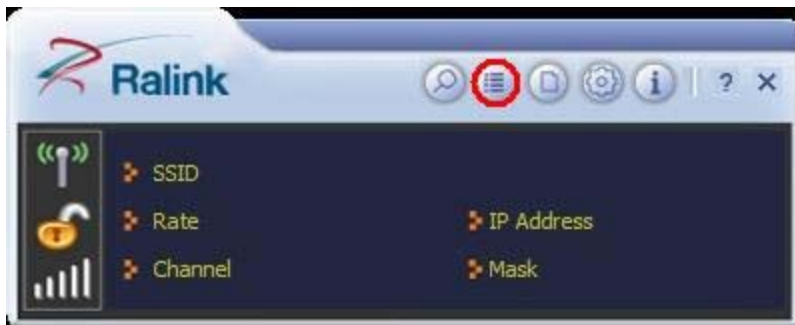 Ralink
i ? ×
SSID
Rate
IP Address
Channel
Mask